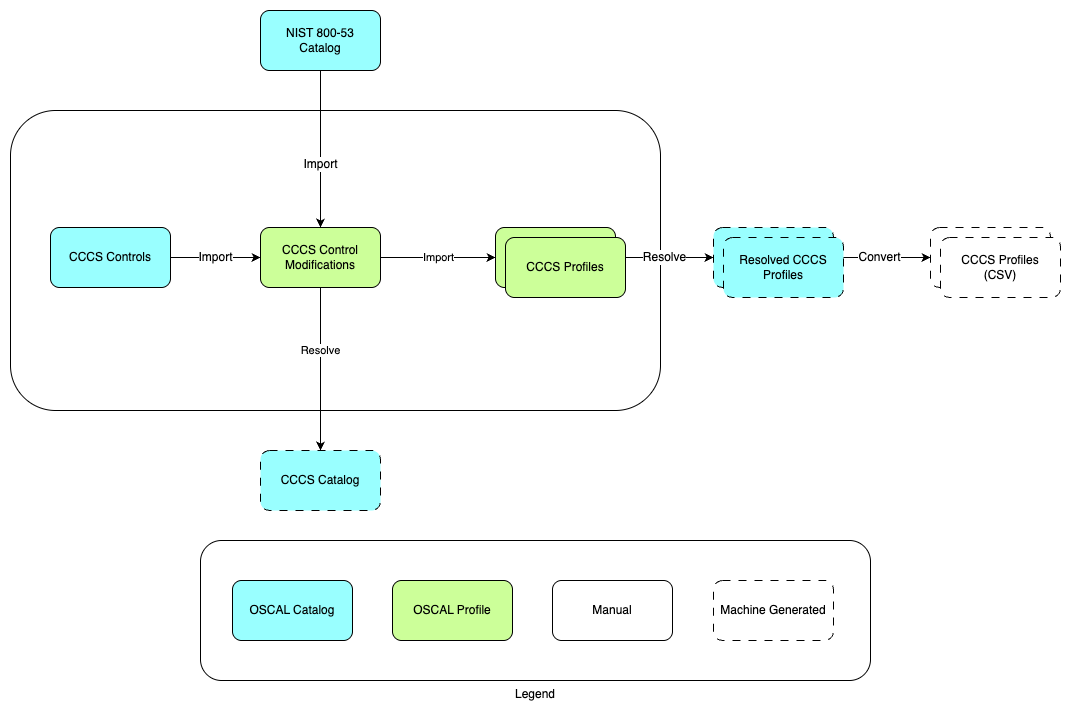 NIST 800-53
Catalog
Import
CCCS Controls
Import
CCCS Control
Modifications
Import
CCCS Profiles
Resolve
Resolved CCCS
Profiles
Convert
CCCS Profiles
(CSV)
Resolve
CCCS Catalog
OSCAL Catalog
OSCAL Profile
Manual
Machine Generated
Legend